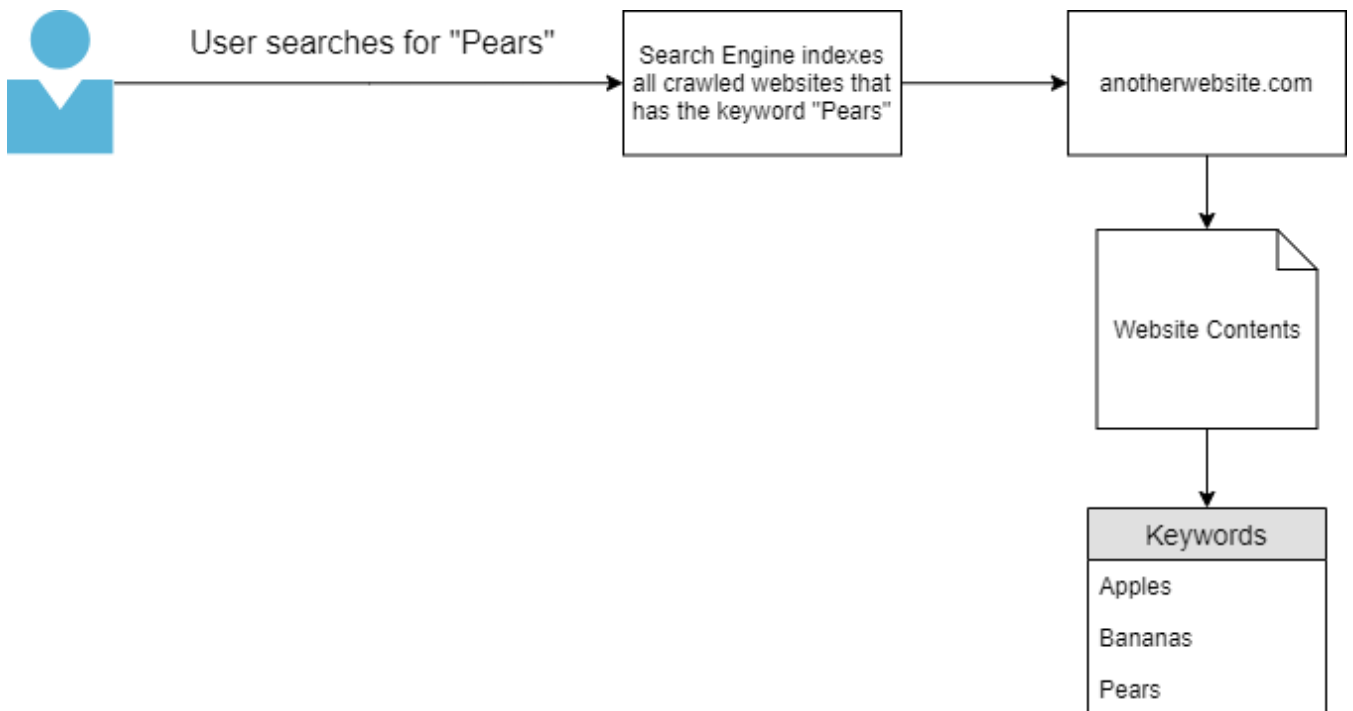 User searches for "Pears"
Search Engine indexes
all crawled websites that
has the keyword "Pears"
anotherwebsite.com
Website Contents
Keywords
Apples
Bananas
Pears